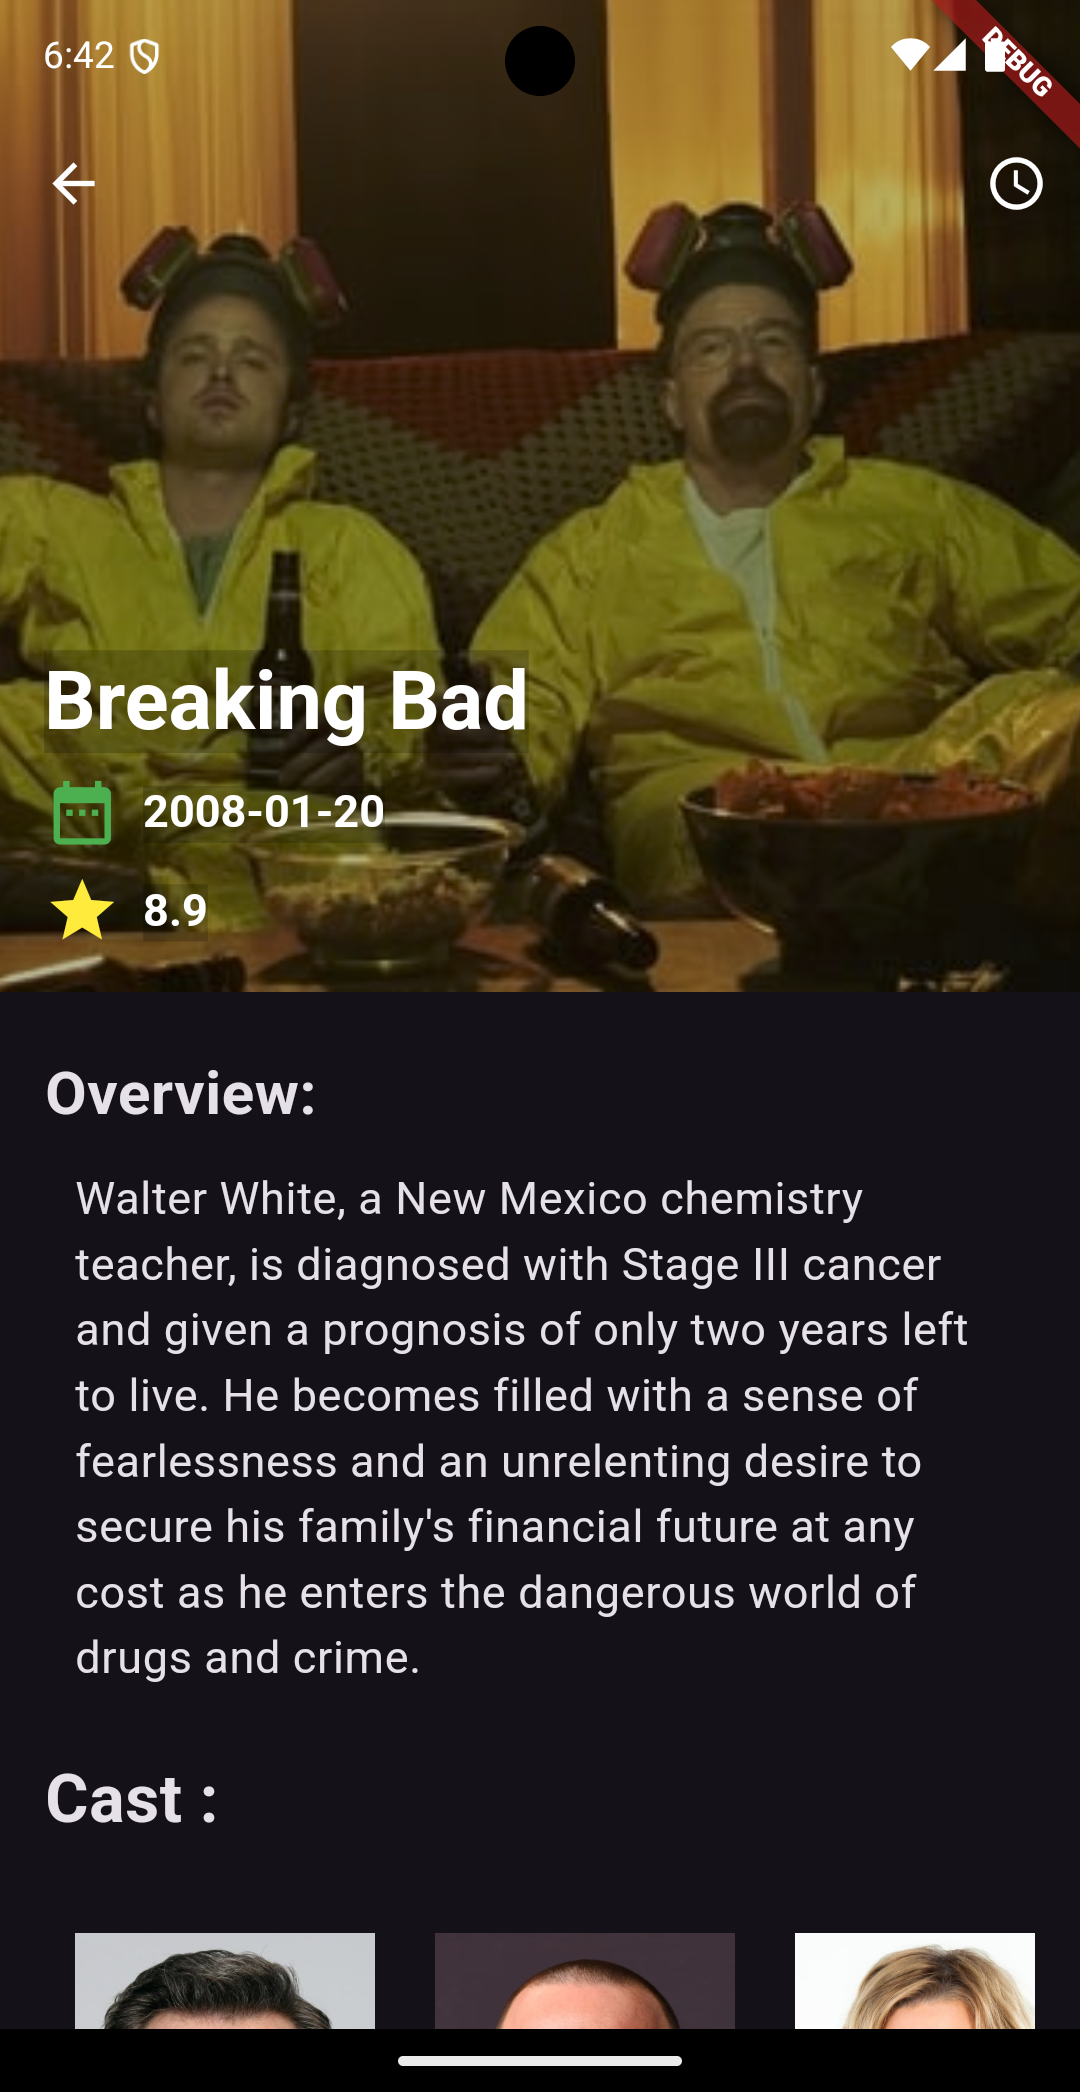 6:42
DEBUG
Breaking Bad
2008-01-20
8.9
Overview:
Walter White, a New Mexico chemistry
teacher, is diagnosed with Stage III cancer
and given a prognosis of only two years left
to live. He becomes filled with a sense of
fearlessness and an unrelenting desire to
secure his family's financial future at any
cost as he enters the dangerous world of
drugs and crime.
Cast :